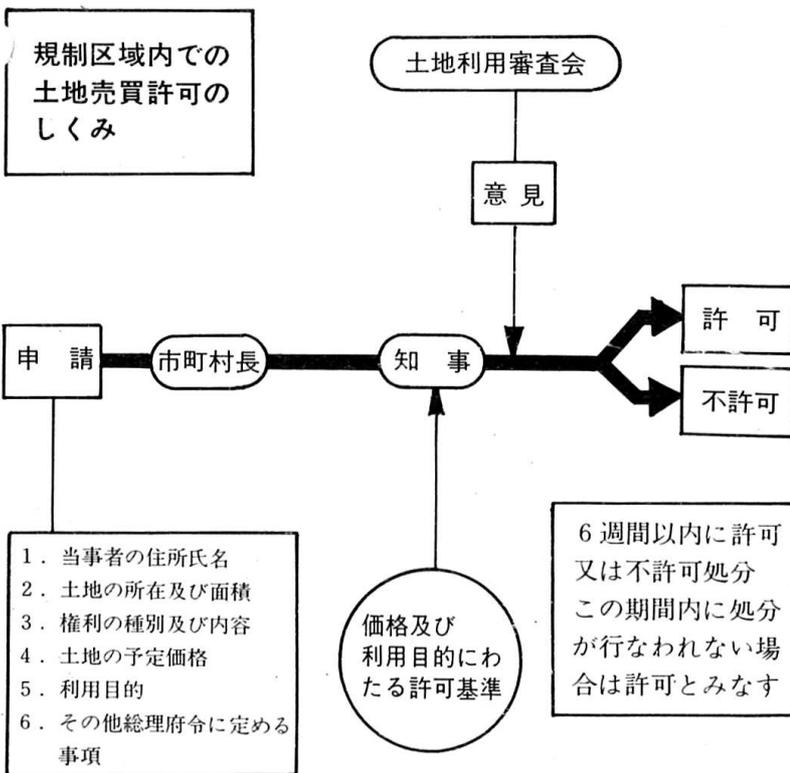 規制区域内での
土地売買許可の
しくみ
土地利用審査会
意見
申請
市町村長
知事
許可
不許可
1．当事者の住所氏名
2．土地の所在及び面積
3．権利の種別及び内容
4．土地の予定価格
5．利用目的
6．その他総理府令に定める
事項
価格及び
利用目的にわ
たる許可基準
6週間以内に許可
又は不許可処分
この期間内に処分
が行なわれない場
合は許可とみなす